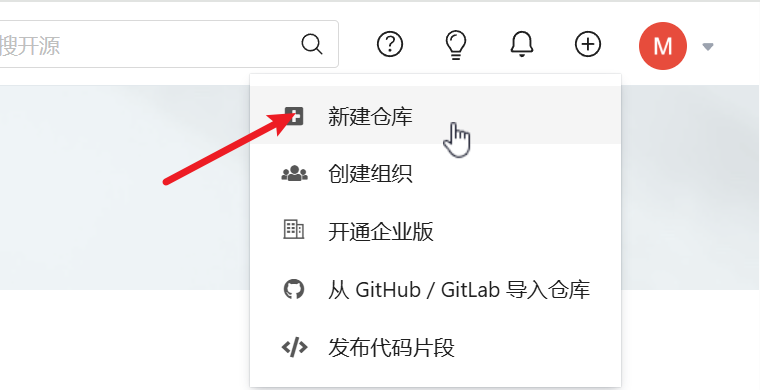 搜开源
M
新建仓库
创建组织
开通企业版
从 GitHub / GitLab 导入仓库
发布代码片段